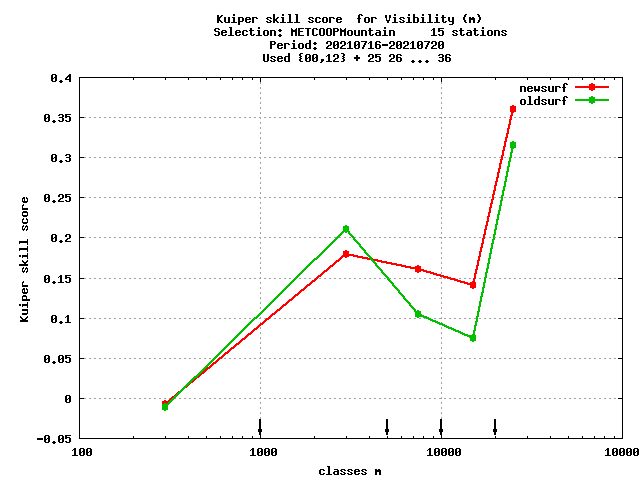 Kuiper skill score  for Visibility (m)
Selection: METCOOPMountain     15 stations
Period: 20210716-20210720
Used {00,12} + 25 26 ... 36
newsurf
oldsurf
0.4
0.35
0.3
0.25
0.2
0.15
0.1
0.05
0
-0.05
Kuiper skill score
100
1000
10000
10000
classes m